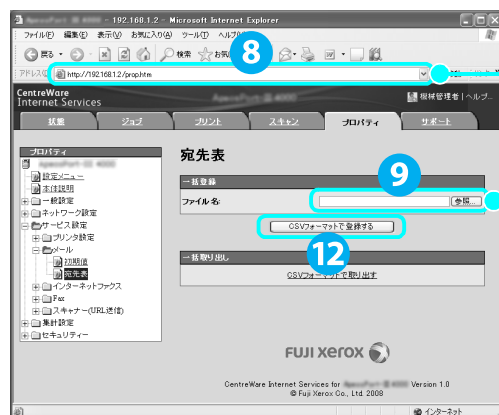 - 192.168.1.2 - Microsoft Internet Explorer
ファイル(F) 編集(E) 表示(V) お気に入り(A) ツール(T)
戻る 検索
8
http://192.168.1.2/prop.htm
CentreWare
Internet Services
機械管理者 | ヘルプ
状態 ジョブ プリント スキャン プロパティ サポート
プロパティ
設定メニュー
本体説明
一般設定
ネットワーク設定
サービス設定
プリンタ設定
メール
初期値
宛先表
インターネットファクス
Fax
スキャナー(URL送信)
集計設定
セキュリティー
宛先表
一括登録
9
ファイル名: 参照...
CSVフォーマットで登録する
12
一括取り出し
CSVフォーマットで取り出す
FUJI XEROX
CentreWare Internet Services for Version 1.0
© Fuji Xerox Co., Ltd. 2008
インターネット